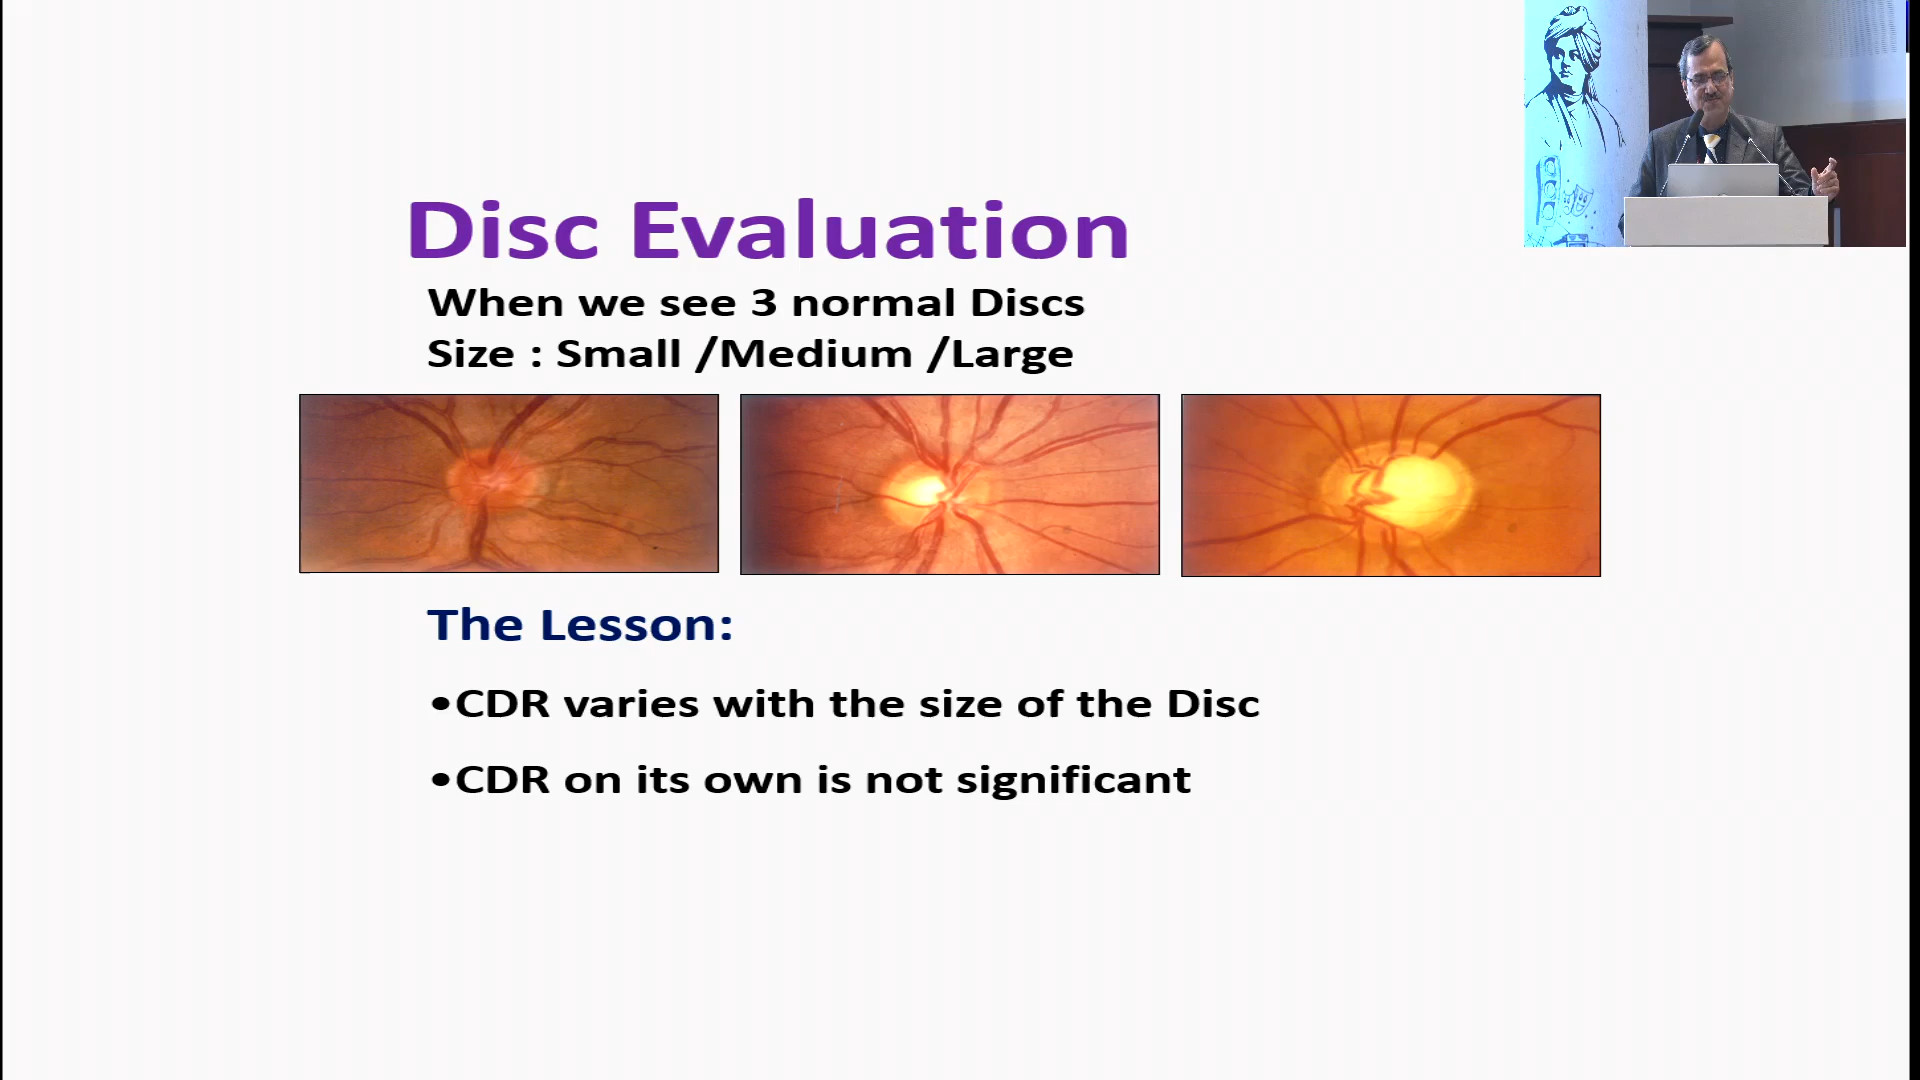 Disc Evaluation
When we see 3 normal Discs
Size : Small /Medium /Large
The Lesson:
•CDR varies with the size of the Disc
•CDR on its own is not significant